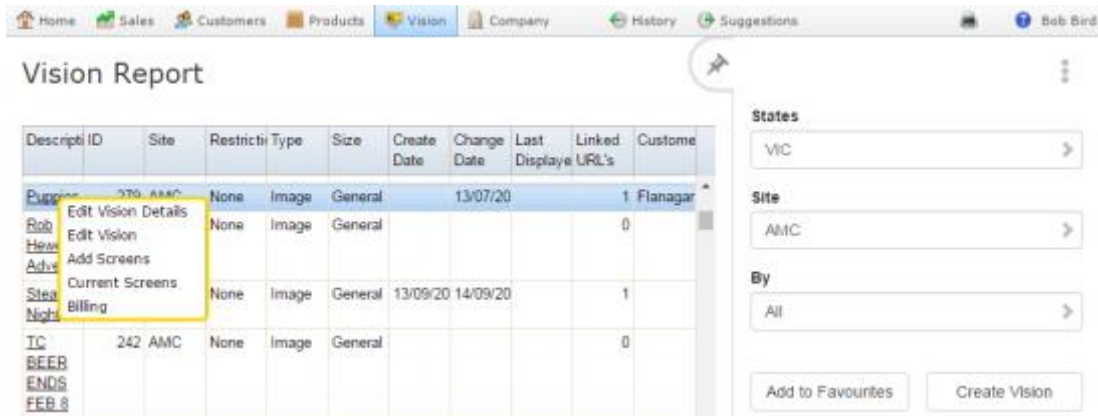 Home Sales Customers Products Vision Company History Suggestions Bob Bird
Vision Report
Descripti ID Site Restricti Type Size Create Date Change Date Last Displaye Linked URL's Custome
Puppies 279 AMC None Image General 13/07/20 1 Flanagar
Rob None Image General 0
Stea None Image General 13/09/20 14/09/20 1
Night
TC 242 AMC None Image General 0
BEER
ENDS
FEB 8
Edit Vision Details
Edit Vision
Add Screens
Current Screens
Billing
States
VIC
Site
AMC
By
All
Add to Favourites Create Vision